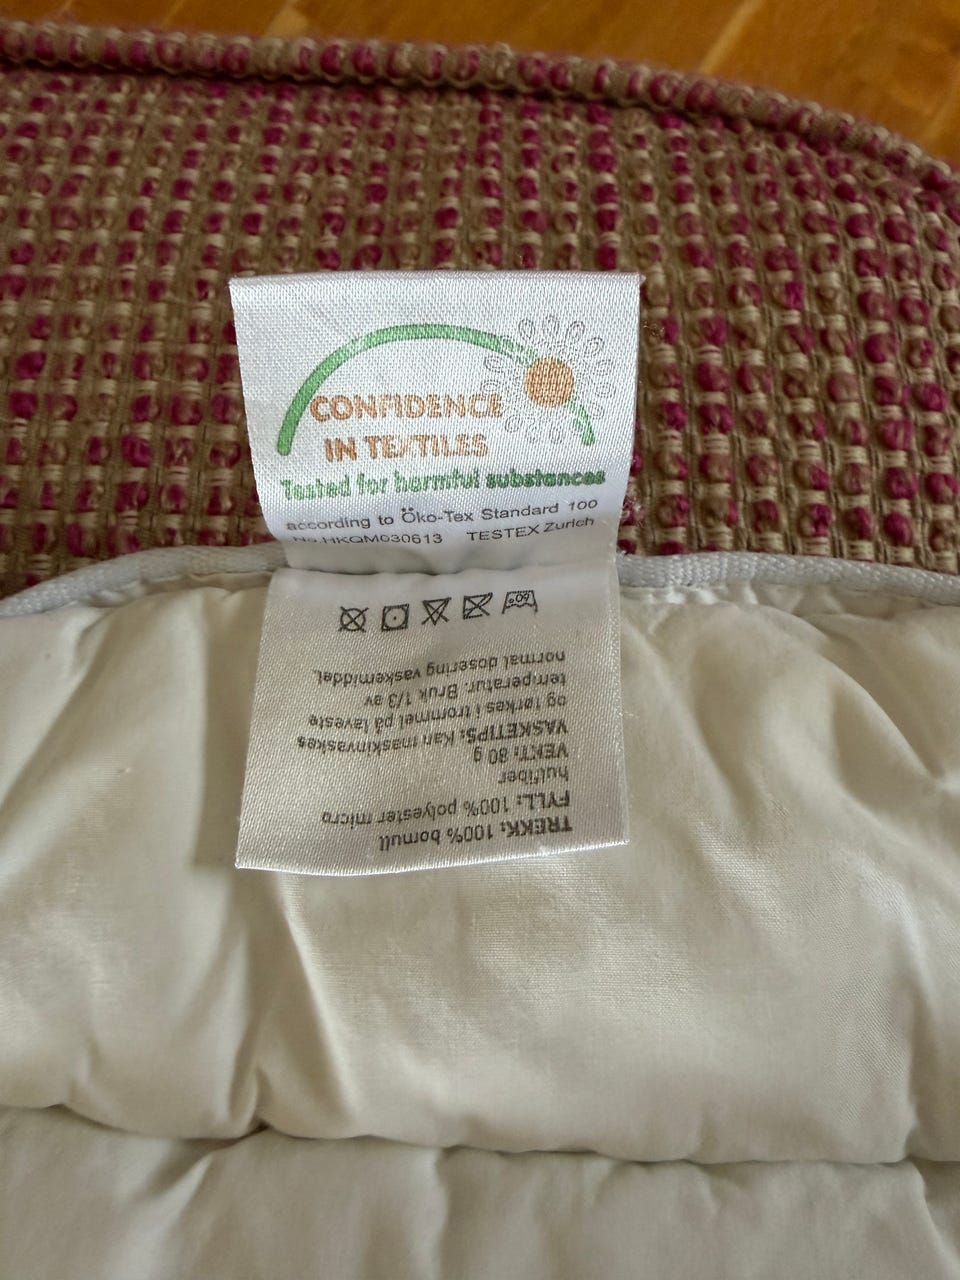 CONFIDENCE
IN TEXTILES
Tested for harmful substances
according to Öko-Tex Standard 100
No.HKQM030613 TESTEX Zurich
TREKK: 100% bomull
FYLL: 100% polyester micro
hulfiber
VEKT: 80 g
VASKETIPS: Kan maskinvaskes
og tørkes i trommel på laveste
temperatur. Bruk 1/3 av
normal dosering vaskemiddel.
60